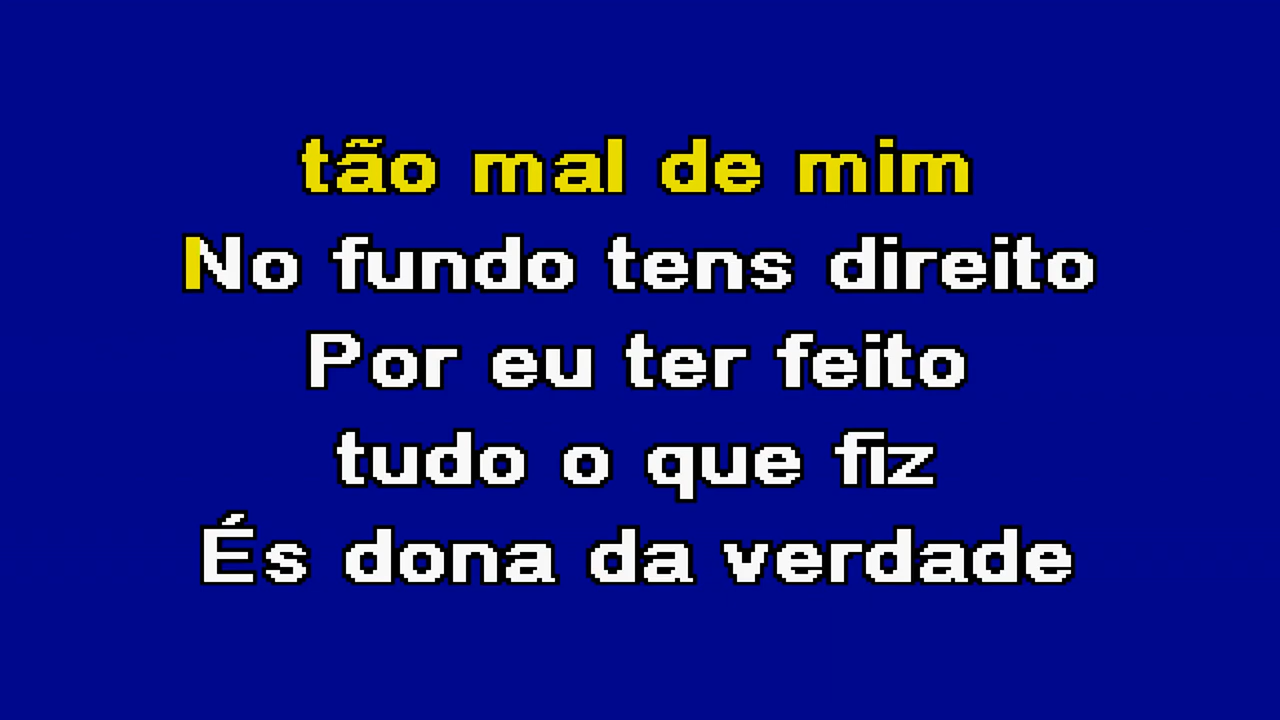 tão mal de mim
No fundo tens direito
Por eu ter feito
tudo o que fiz
És dona da verdade